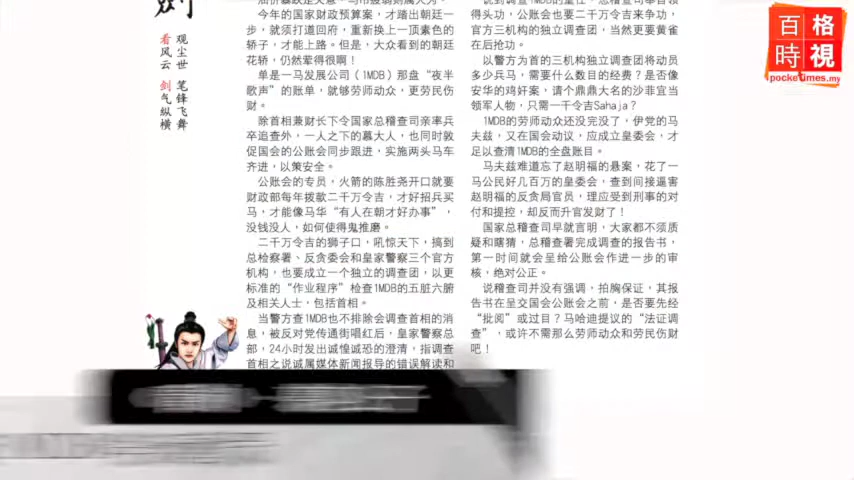 剑
观尘世 笔锋飞舞
看风云 剑气纵横
油价暴跌是天意，马币疲弱则属人为。
今年的国家财政预算案，才踏出朝廷一
步，就须打道回府，重新换上一顶素色的
轿子，才能上路。但是，大众看到的朝廷
花轿，仍然晕得很啊！
单是一马发展公司（1MDB）那盘“夜半
歌声”的账单，就够劳师动众，更劳民伤
财。
除首相兼财长下令国家总稽查司亲率兵
卒追查外，一人之下的慕大人，也同时敦
促国会的公账会同步跟进，实施两头马车
齐进，以策安全。
公账会的专员，火箭的陈胜尧开口就要
财政部每年拨款二千万令吉，才好招兵买
马，才能像马华“有人在朝才好办事”，
没钱没人，如何使得鬼推磨。
二千万令吉的狮子口，吼惊天下，搞到
总检察署、反贪委会和皇家警察三个官方
机构，也要成立一个独立的调查团，以更
标准的“作业程序”检查1MDB的五脏六腑
及相关人士，包括首相。
当警方查1MDB也不排除会调查首相的消
息，被反对党传通街唱红后，皇家警察总
部，24小时发出诚惶诚恐的澄清，指调查
首相之说诚属媒体新闻报导的错误解读和
得头功，公账会也要二千万令吉来争功，
官方三机构的独立调查团，当然更要黄雀
在后抢功。
以警方为首的三机构独立调查团将动员
多少兵马，需要什么数目的经费？是否像
安华的鸡奸案，请个鼎鼎大名的沙菲宜当
领军人物，只需一千令吉Sahaja？
1MDB的劳师动众还没完没了，伊党的马
夫兹，又在国会动议，应成立皇委会，才
足以查清1MDB的全盘账目。
马夫兹难道忘了赵明福的悬案，花了一
马公民好几百万的皇委会，查到间接逼害
赵明福的反贪局官员，理应受到刑事的对
付和提控，却反而升官发财了！
国家总稽查司早就言明，大家都不须质
疑和瞎猜，总稽查署完成调查的报告书，
第一时间就会呈给公账会作进一步的审
核，绝对公正。
说稽查司并没有强调，拍胸保证，其报
告书在呈交国会公账会之前，是否要先经
“批阅”或过目？马哈迪提议的“法证调
查”，或许不需那么劳师动众和劳民伤财
吧！
百格
時視
pocketimes.my